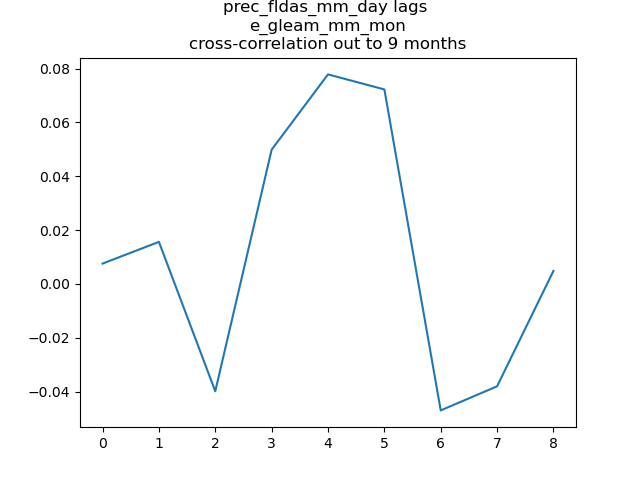 prec_fldas_mm_day lags
e_gleam_mm_mon
cross-correlation out to 9 months
0.08
0.06
0.04
0.02
0.00
−0.02
−0.04
0 1 2 3 4 5 6 7 8